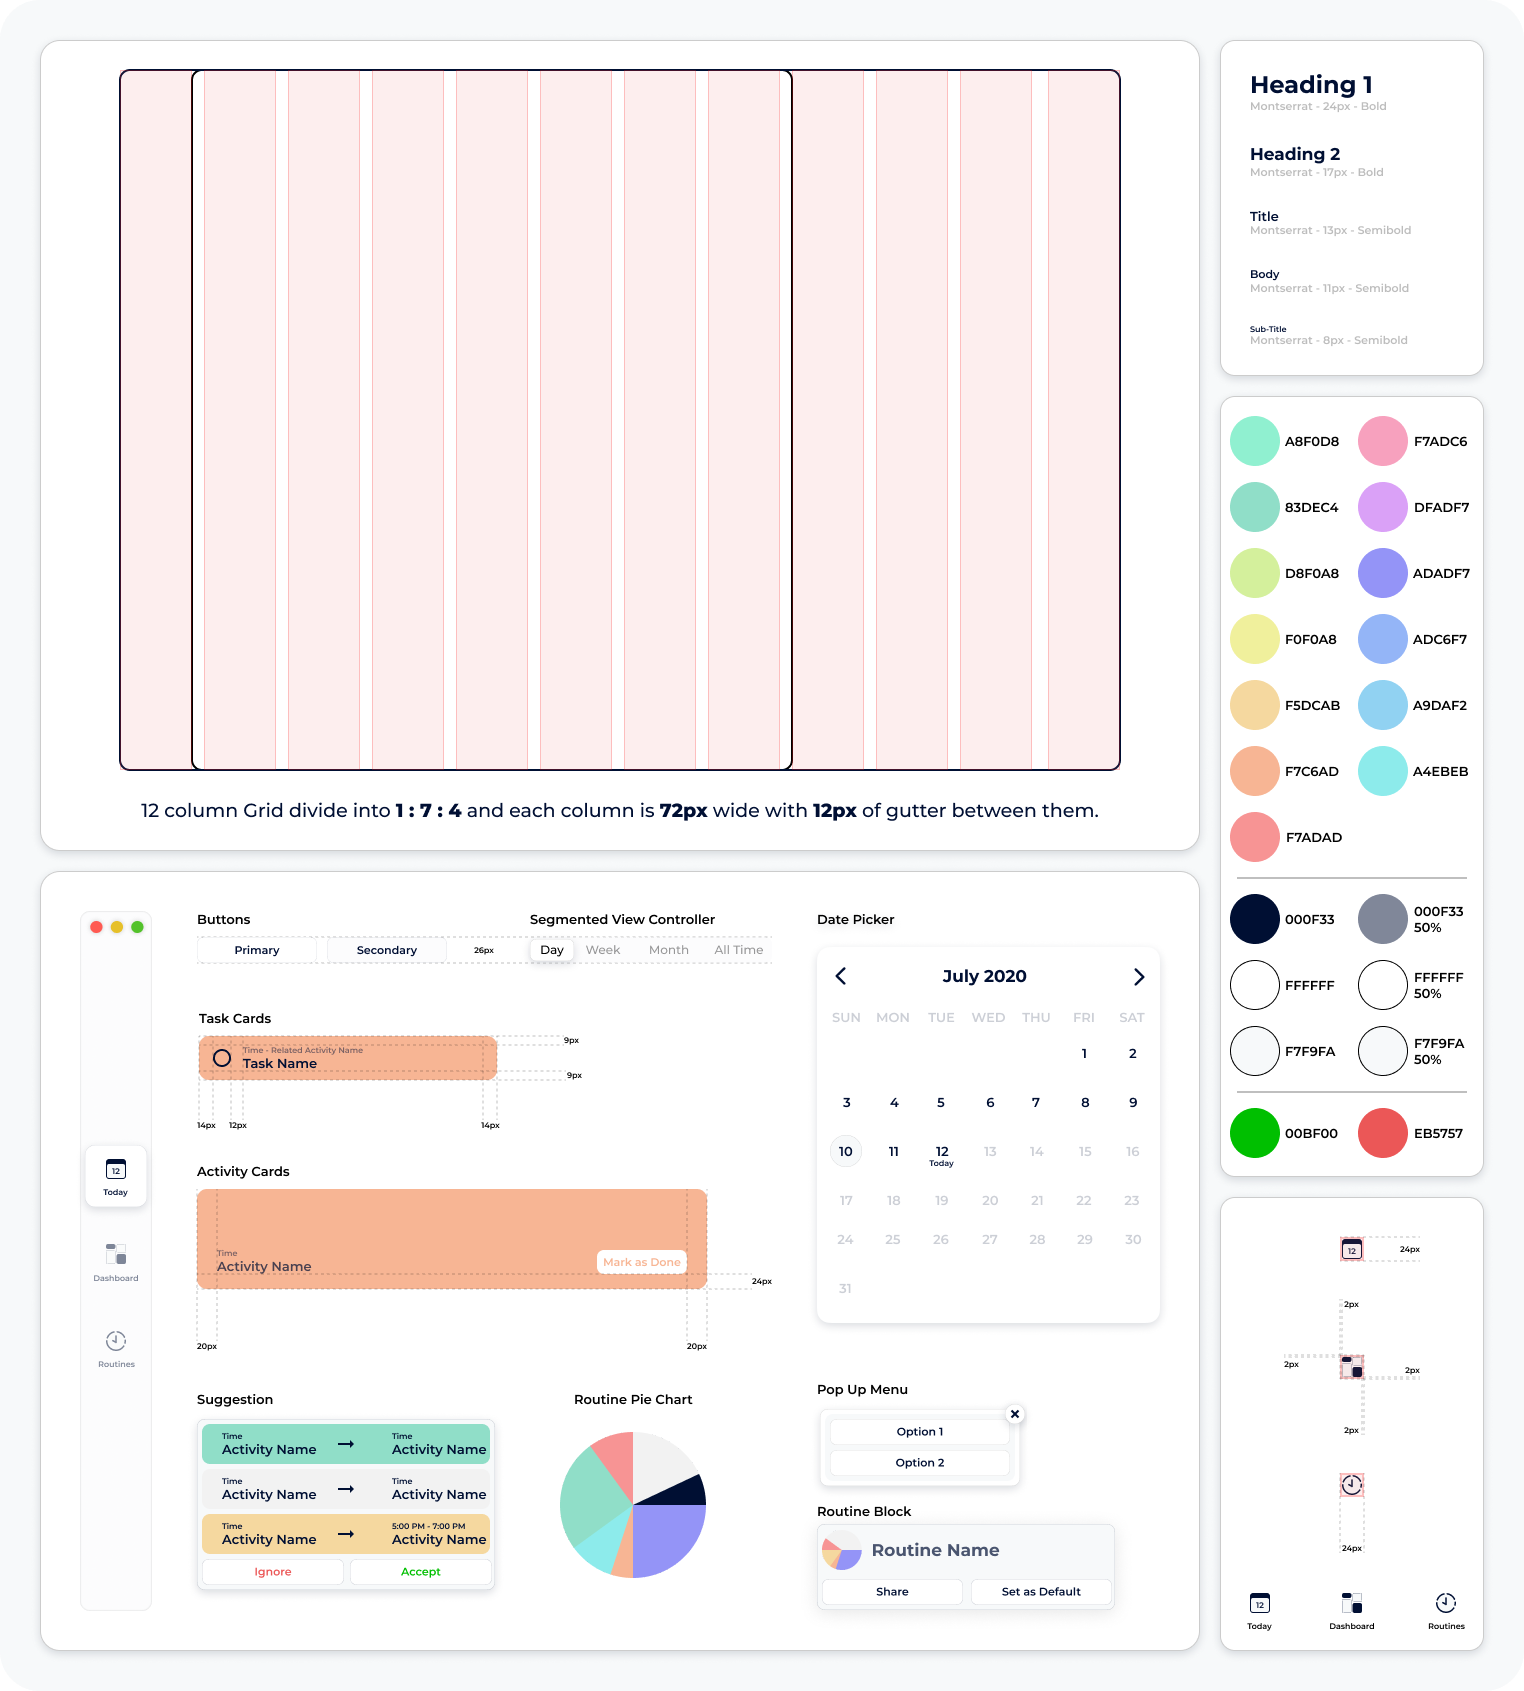 12 column Grid divide into 1 : 7 : 4 and each column is 72px wide with 12px of gutter between them.
Heading 1
Montserrat - 24px - Bold
Heading 2
Montserrat - 17px - Bold
Title
Montserrat - 13px - Semibold
Body
Montserrat - 11px - Semibold
Sub-Title
Montserrat - 8px - Semibold
A8F0D8 F7ADC6
83DEC4 DFADF7
D8F0A8 ADADF7
F0F0A8 ADC6F7
F5DCAB A9DAF2
F7C6AD A4EBEB
F7ADAD
000F33 000F33
50%
FFFFFF FFFFFF
50%
F7F9FA F7F9FA
50%
00BF00 EB5757
12
Today
Dashboard
Routines
Buttons
Primary Secondary 26px
Segmented View Controller
Day Week Month All Time
Task Cards
Time - Related Activity Name
Task Name
9px
9px
14px 12px 14px
Activity Cards
Time
Activity Name
Mark as Done
24px
20px 20px
Suggestion
Time Time
Activity Name Activity Name
Time Time
Activity Name Activity Name
Time 5:00 PM - 7:00 PM
Activity Name Activity Name
Ignore Accept
Routine Pie Chart
Date Picker
July 2020
SUN MON TUE WED THU FRI SAT
1 2
3 4 5 6 7 8 9
10 11 12 13 14 15 16
Today
17 18 19 20 21 22 23
24 25 26 27 28 29 30
31
Pop Up Menu
Option 1
Option 2
Routine Block
Routine Name
Share Set as Default
12
24px
2px
2px
2px
2px
24px
12
Today Dashboard Routines